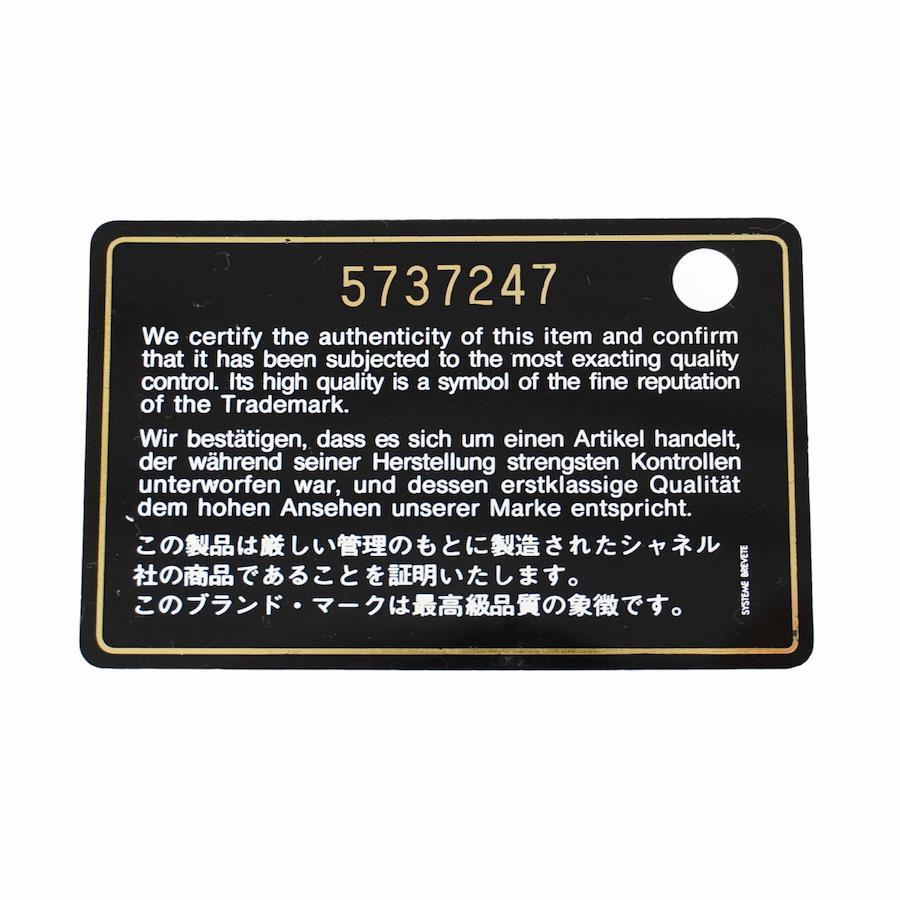 5737247
We certify the authenticity of this item and confirm
that it has been subjected to the most exacting quality
control. Its high quality is a symbol of the fine reputation
of the Trademark.
Wir bestätigen, dass es sich um einen Artikel handelt,
der während seiner Herstellung strengsten Kontrollen
unterworfen war, und dessen erstklassige Qualität
dem hohen Ansehen unserer Marke entspricht.
この製品は厳しい管理のもとに製造されたシャネル
社の商品であることを証明いたします。
このブランド・マークは最高級品質の象徴です。
SYSTEME BREVETE